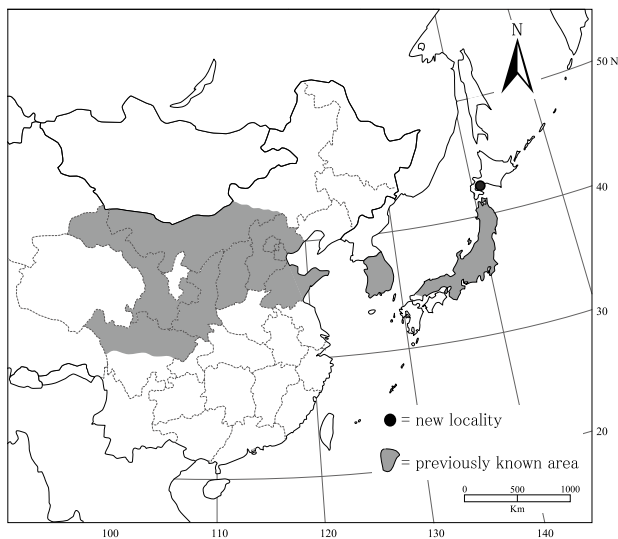 N
50 N
40
30
20
= new locality
= previously known area
0 500 1000
Km
100 110 120 130 140